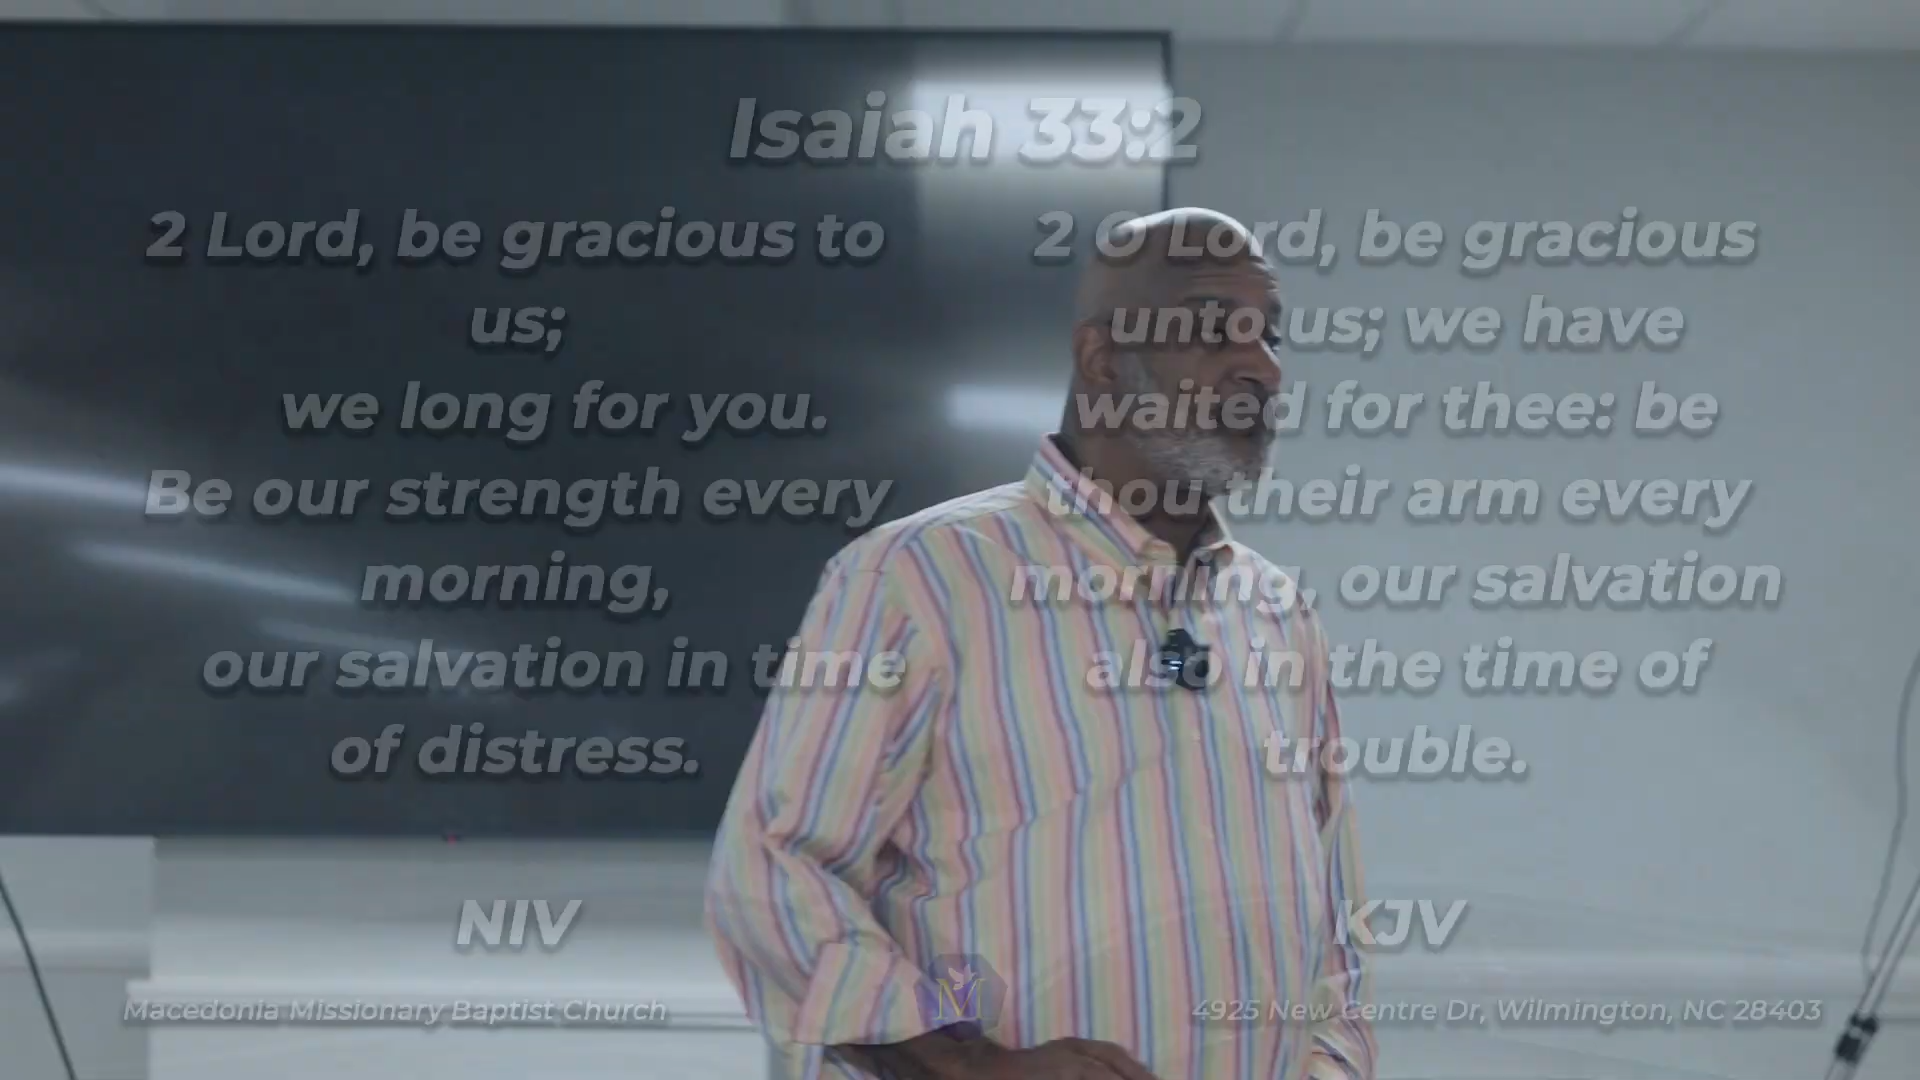 Isaiah 33:2
2 Lord, be gracious to
us;
we long for you.
Be our strength every
morning,
our salvation in time
of distress.
NIV
2 O Lord, be gracious
unto us; we have
waited for thee: be
thou their arm every
morning, our salvation
also in the time of
trouble.
KJV
Macedonia Missionary Baptist Church
M
4925 New Centre Dr, Wilmington, NC 28403